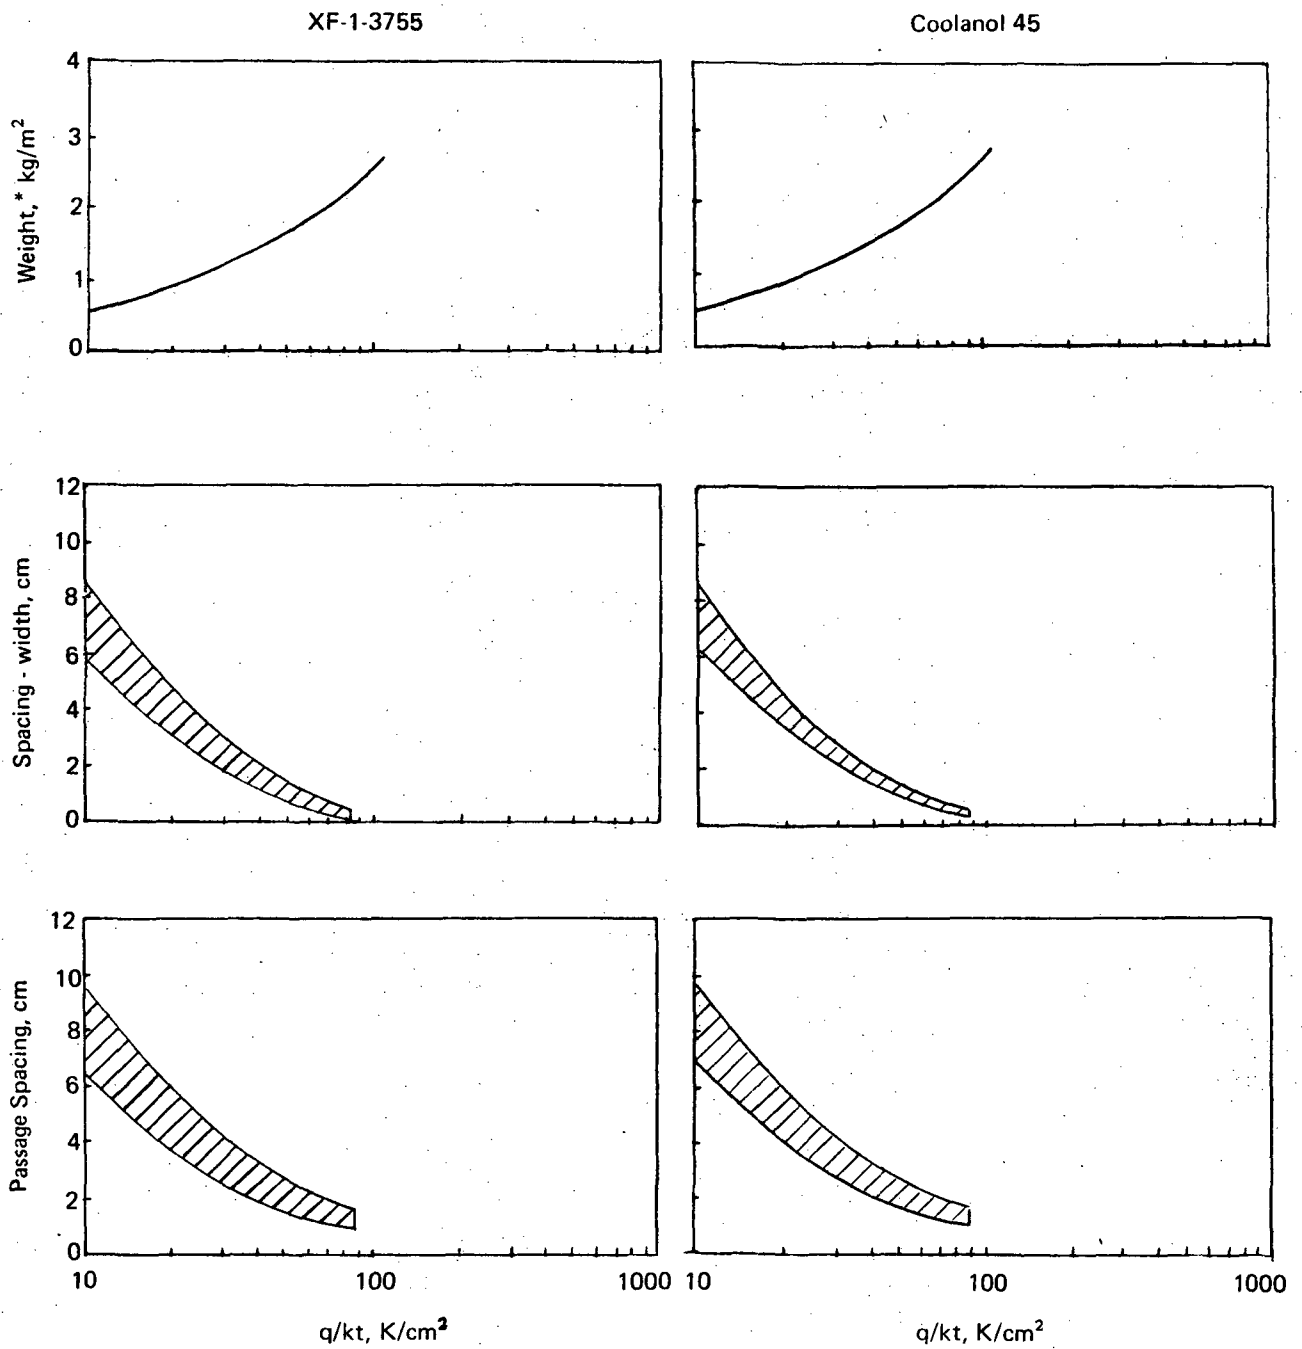 XF-1-3755
Coolanol 45
4
3
2
1
0
Weight,* kg/m²
12
10
8
6
4
2
0
Spacing - width, cm
12
10
8
6
4
2
0
Passage Spacing, cm
10 100 1000
10 100 1000
q/kt, K/cm²
q/kt, K/cm²